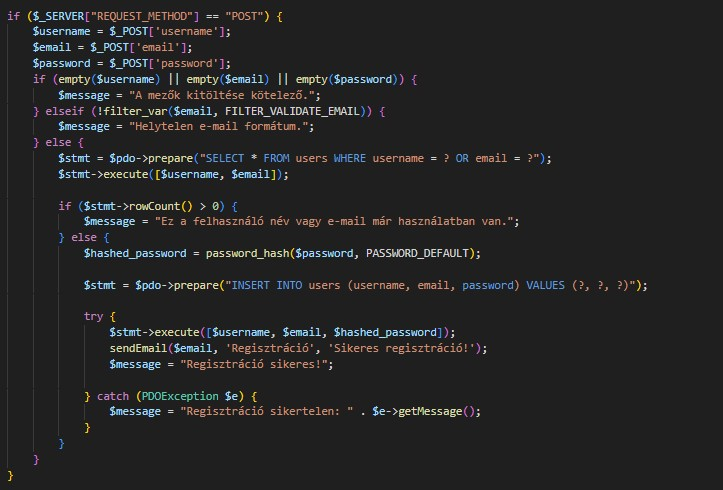 if ($_SERVER["REQUEST_METHOD"] == "POST") {
    $username = $_POST['username'];
    $email = $_POST['email'];
    $password = $_POST['password'];
    if (empty($username) || empty($email) || empty($password)) {
        $message = "A mezők kitöltése kötelező.";
    } elseif (!filter_var($email, FILTER_VALIDATE_EMAIL)) {
        $message = "Helytelen e-mail formátum.";
    } else {
        $stmt = $pdo->prepare("SELECT * FROM users WHERE username = ? OR email = ?");
        $stmt->execute([$username, $email]);

        if ($stmt->rowCount() > 0) {
            $message = "Ez a felhasználó név vagy e-mail már használatban van.";
        } else {
            $hashed_password = password_hash($password, PASSWORD_DEFAULT);

            $stmt = $pdo->prepare("INSERT INTO users (username, email, password) VALUES (?, ?, ?)");

            try {
                $stmt->execute([$username, $email, $hashed_password]);
                sendEmail($email, 'Regisztráció', 'Sikeres regisztráció!');
                $message = "Regisztráció sikeres!";

            } catch (PDOException $e) {
                $message = "Regisztráció sikertelen: " . $e->getMessage();
            }
        }
    }
}